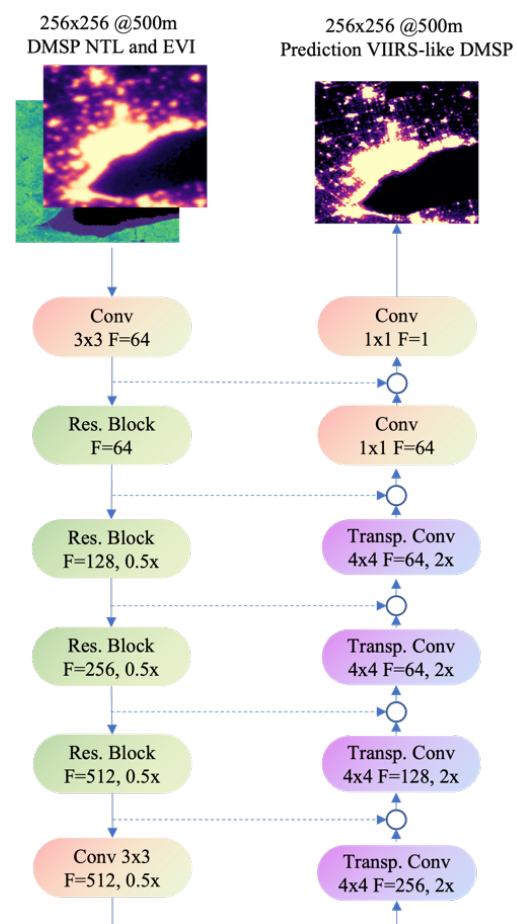 256x256 @500m
DMSP NTL and EVI
256x256 @500m
Prediction VIIRS-like DMSP
Conv
3x3 F=64
Conv
1x1 F=1
Res. Block
F=64
Conv
1x1 F=64
Res. Block
F=128, 0.5x
Transp. Conv
4x4 F=64, 2x
Res. Block
F=256, 0.5x
Transp. Conv
4x4 F=64, 2x
Res. Block
F=512, 0.5x
Transp. Conv
4x4 F=128, 2x
Conv 3x3
F=512, 0.5x
Transp. Conv
4x4 F=256, 2x